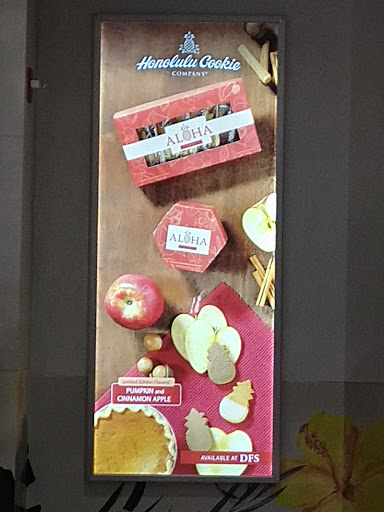 Honolulu Cookie
COMPANY®
ALOHA
ALOHA
Limited Edition Flavors!
PUMPKIN and
CINNAMON APPLE
AVAILABLE AT DFS